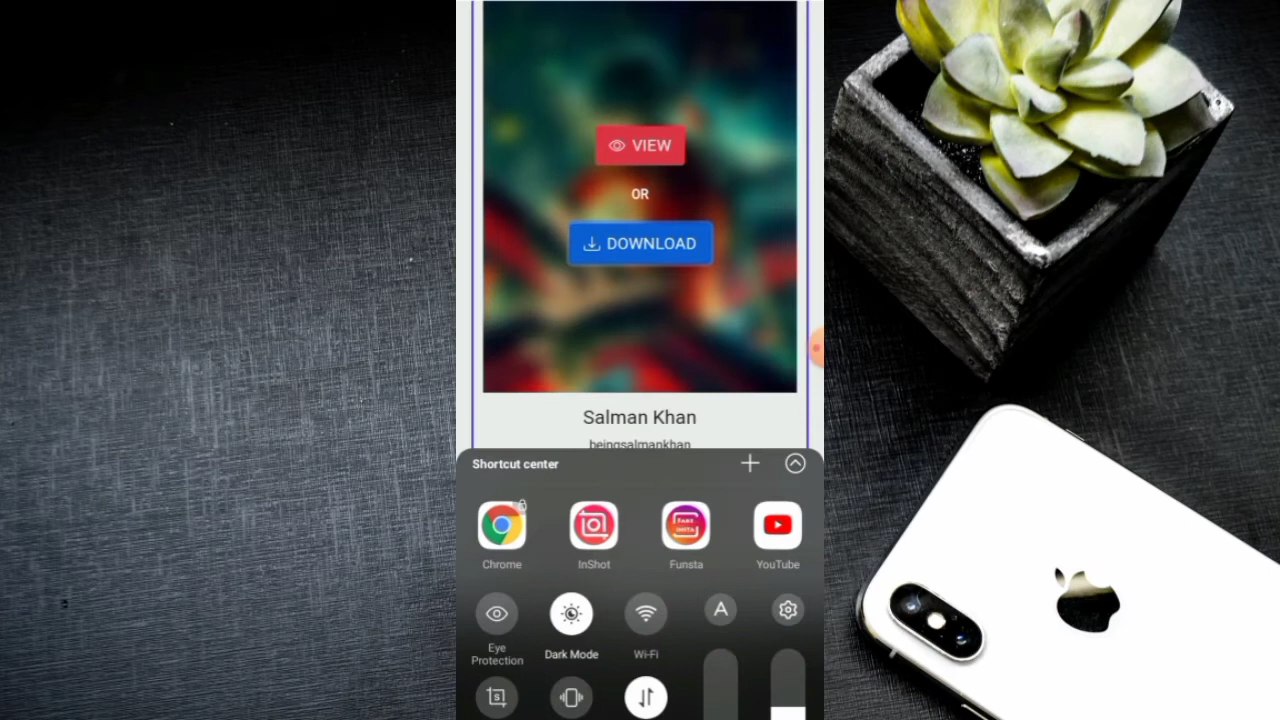 VIEW
OR
DOWNLOAD
Salman Khan
beingsalmankhan
Shortcut center
Chrome
InShot
Funsta
YouTube
A
Eye
Protection
Dark Mode
Wi-Fi
S